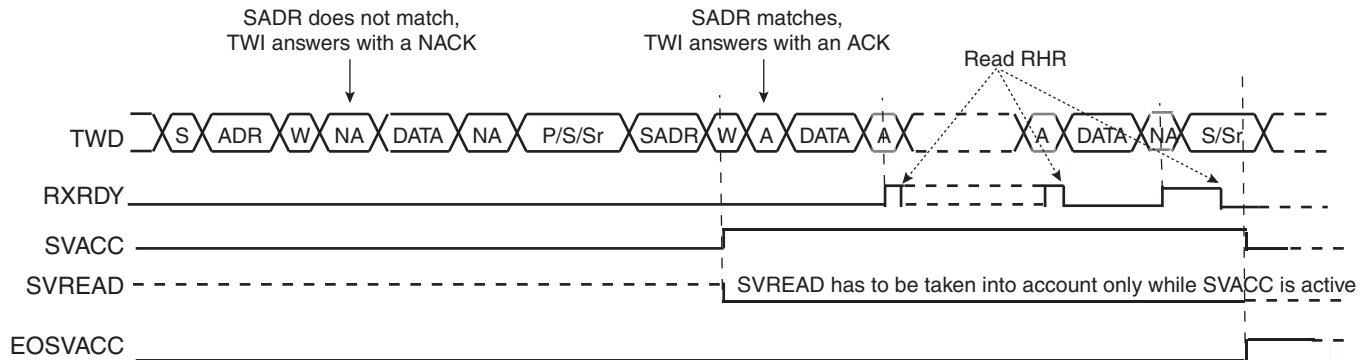 SADR does not match,
TWI answers with a NACK
SADR matches,
TWI answers with an ACK
Read RHR
TWD S ADR W NA DATA NA P/S/Sr SADR W A DATA A A DATA NA S/Sr
RXRDY
SVACC
SVREAD SVREAD has to be taken into account only while SVACC is active
EOSVACC